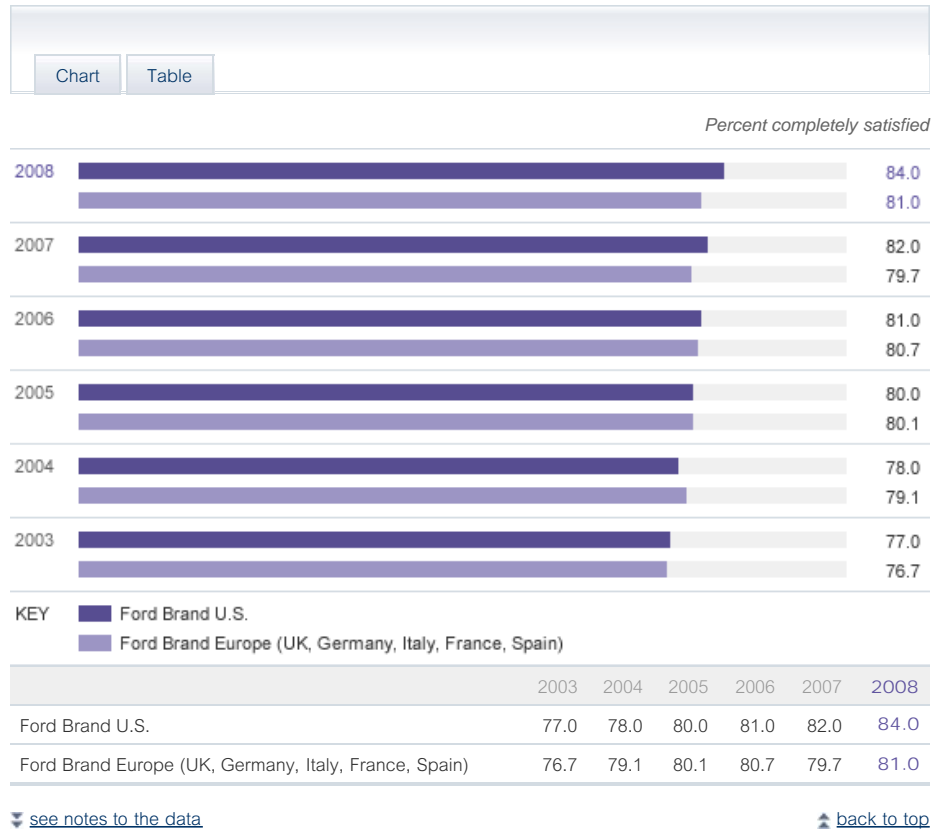 Chart Table
Percent completely satisfied
2008 84.0
81.0
2007 82.0
79.7
2006 81.0
80.7
2005 80.0
80.1
2004 78.0
79.1
2003 77.0
76.7
KEY Ford Brand U.S.
Ford Brand Europe (UK, Germany, Italy, France, Spain)
2003 2004 2005 2006 2007 2008
Ford Brand U.S. 77.0 78.0 80.0 81.0 82.0 84.0
Ford Brand Europe (UK, Germany, Italy, France, Spain) 76.7 79.1 80.1 80.7 79.7 81.0
see notes to the data back to top